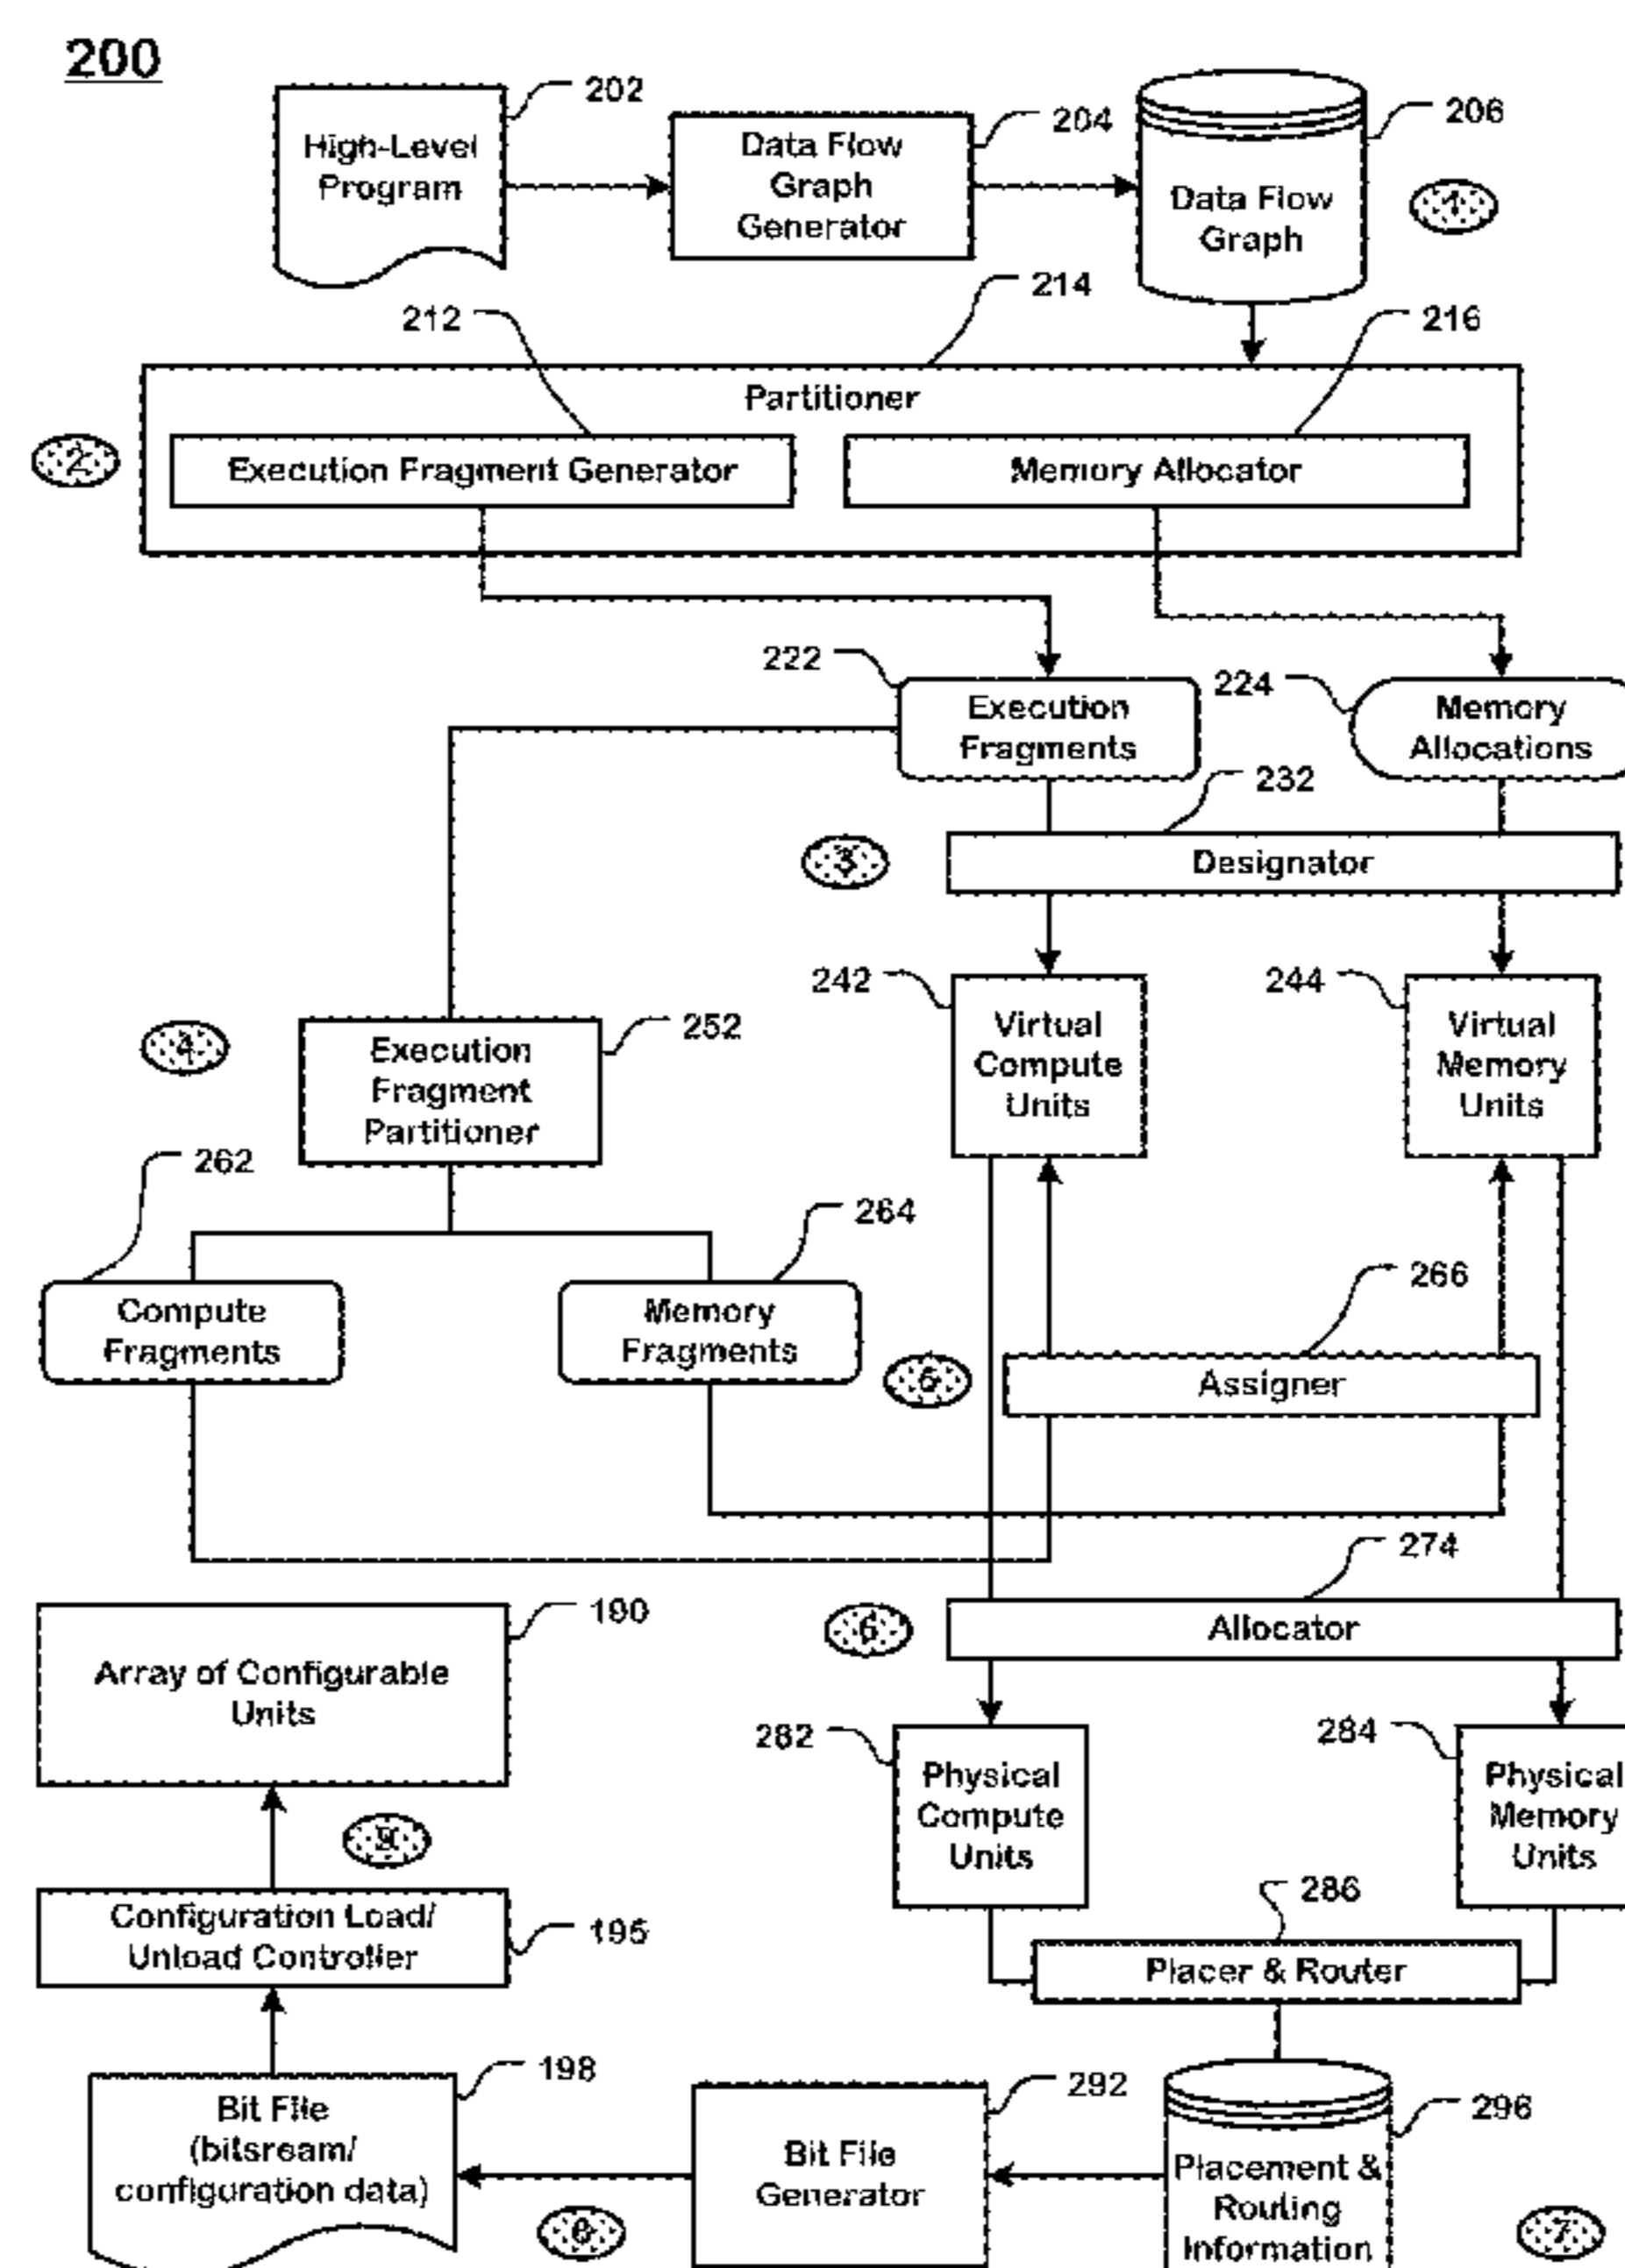 200
202
High-Level
Program
204
Data Flow
Graph
Generator
206
Data Flow
Graph
1
214
212
216
Partitioner
2
Execution Fragment Generator
Memory Allocator
222
Execution
Fragments
224
Memory
Allocations
232
3
Designator
242
Virtual
Compute
Units
244
Virtual
Memory
Units
4
252
Execution
Fragment
Partitioner
262
264
Compute
Fragments
Memory
Fragments
266
5
Assigner
274
6
Allocator
190
Array of Configurable
Units
282
Physical
Compute
Units
284
Physical
Memory
Units
9
Configuration Load/
Unload Controller
195
286
Placer & Router
198
Bit File
(bitsream/
configuration data)
8
292
Bit File
Generator
296
Placement &
Routing
Information
7